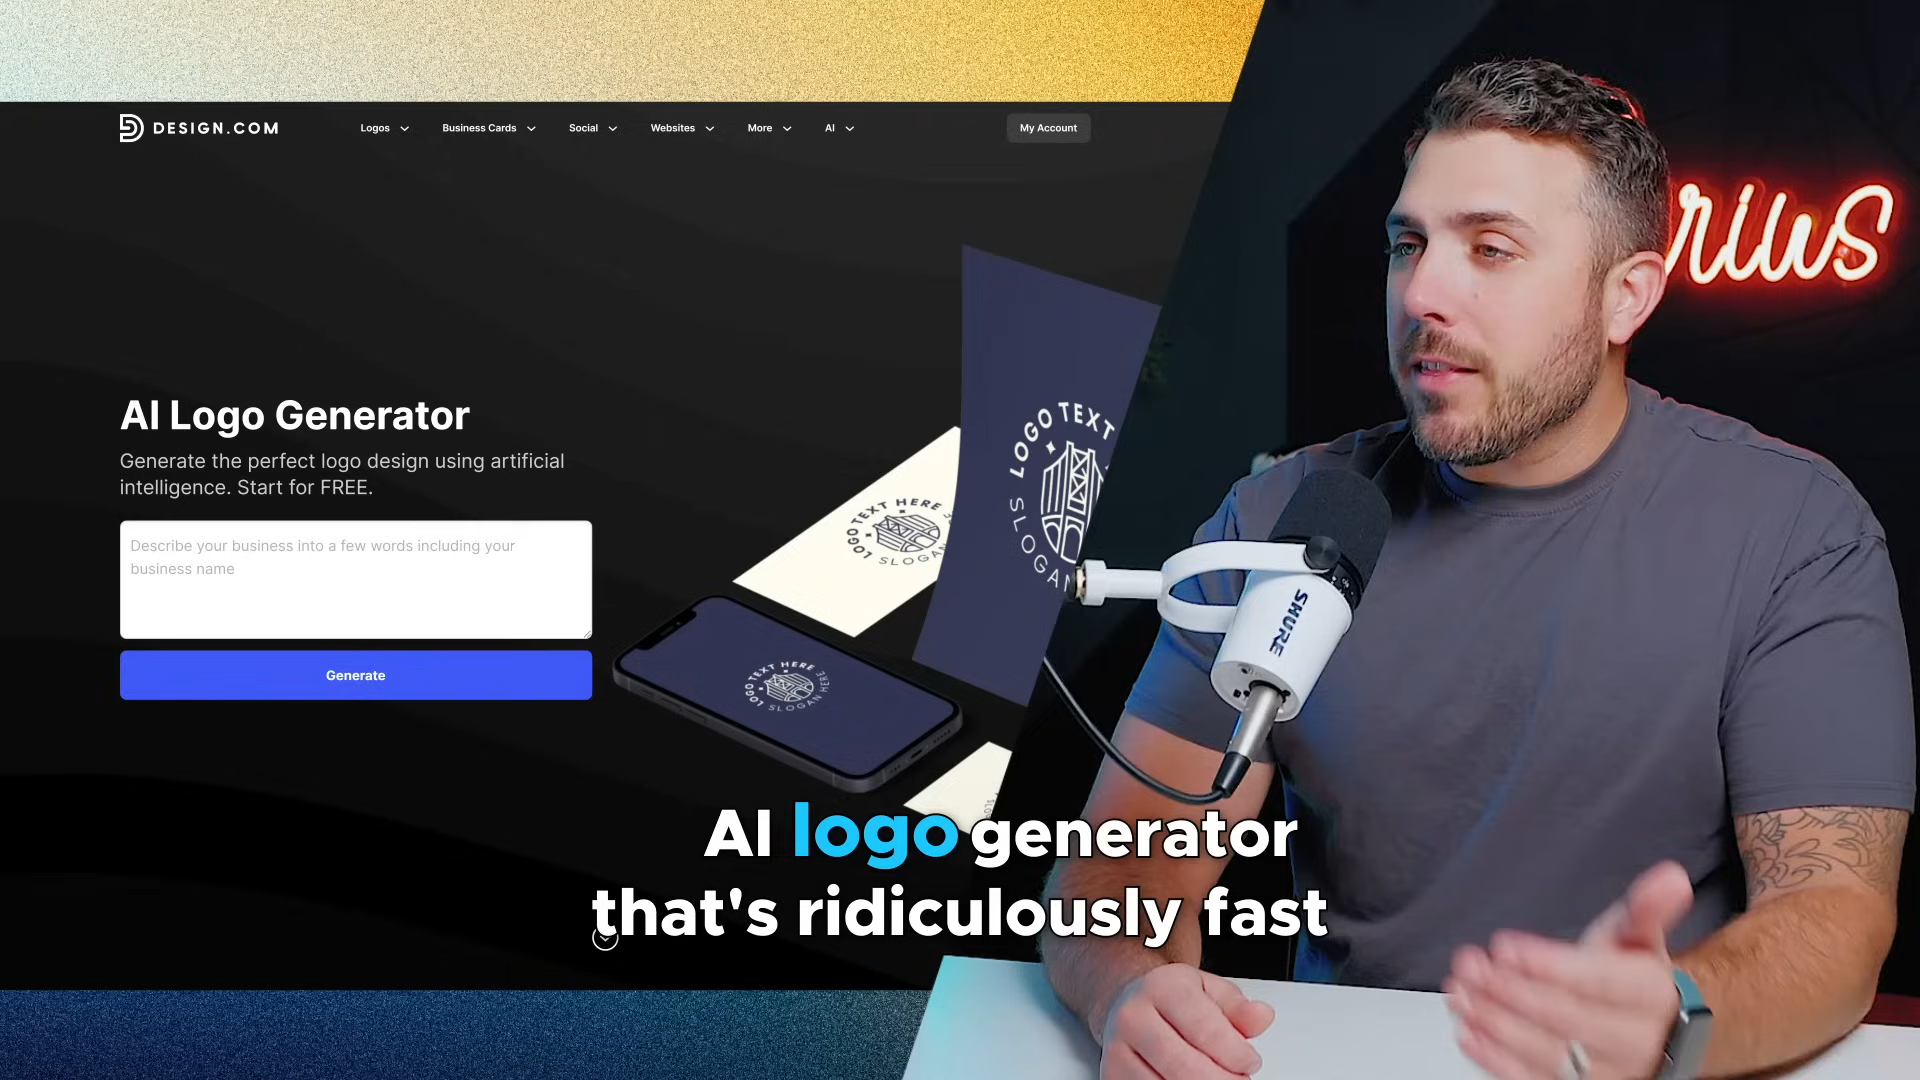 DESIGN.COM
Logos
Business Cards
Social
Websites
More
AI
My Account
AI Logo Generator
Generate the perfect logo design using artificial
intelligence. Start for FREE.
Describe your business into a few words including your
business name
Generate
LOGO TEXT HERE
SLOGAN
LOGO TEXT
SLOGAN
LOGO TEXT HERE
SLOGAN HERE
SHURE
rius
AI logo generator
that's ridiculously fast